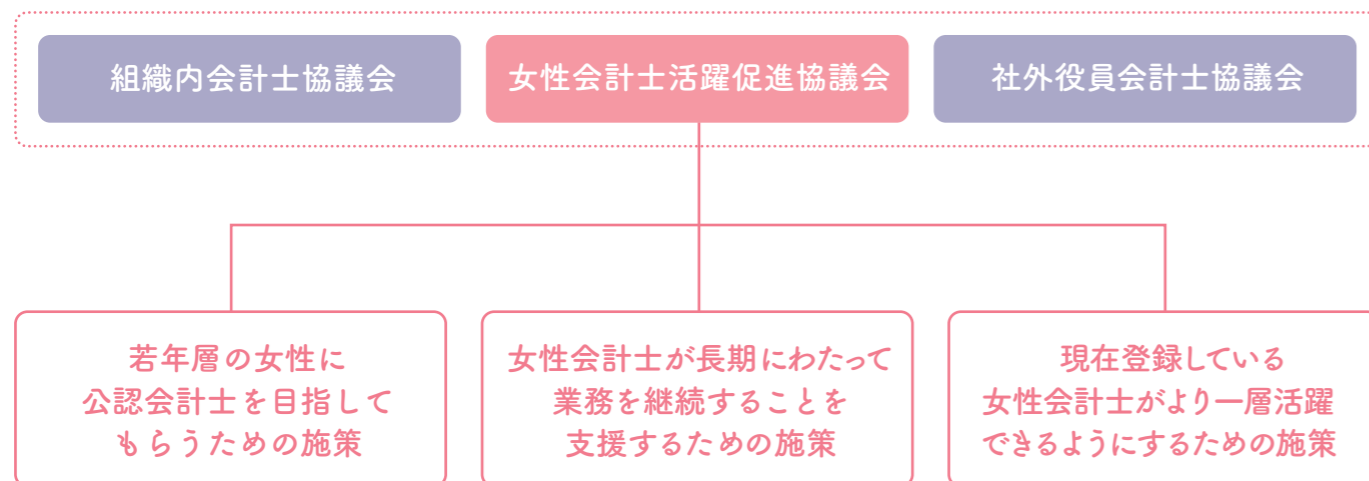 組織内会計士協議会
女性会計士活躍促進協議会
社外役員会計士協議会
若年層の女性に
公認会計士を目指して
もらうための施策
女性会計士が長期にわたって
業務を継続することを
支援するための施策
現在登録している
女性会計士がより一層活躍
できるようにするための施策